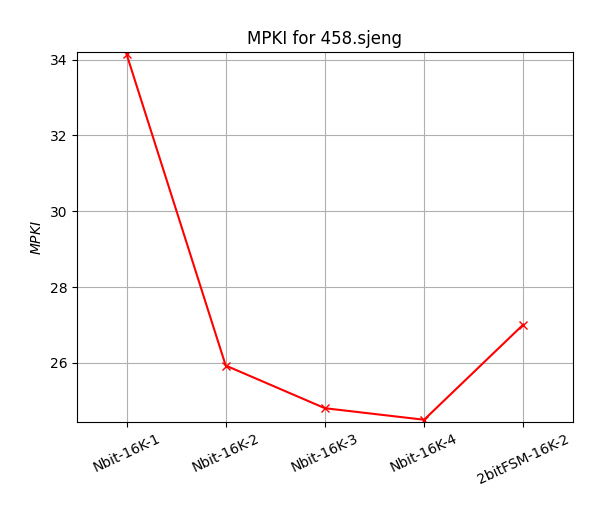 MPKI for 458.sjeng
34
32
30
28
26
MPKI
Nbit-16K-1
Nbit-16K-2
Nbit-16K-3
Nbit-16K-4
2bitFSM-16K-2